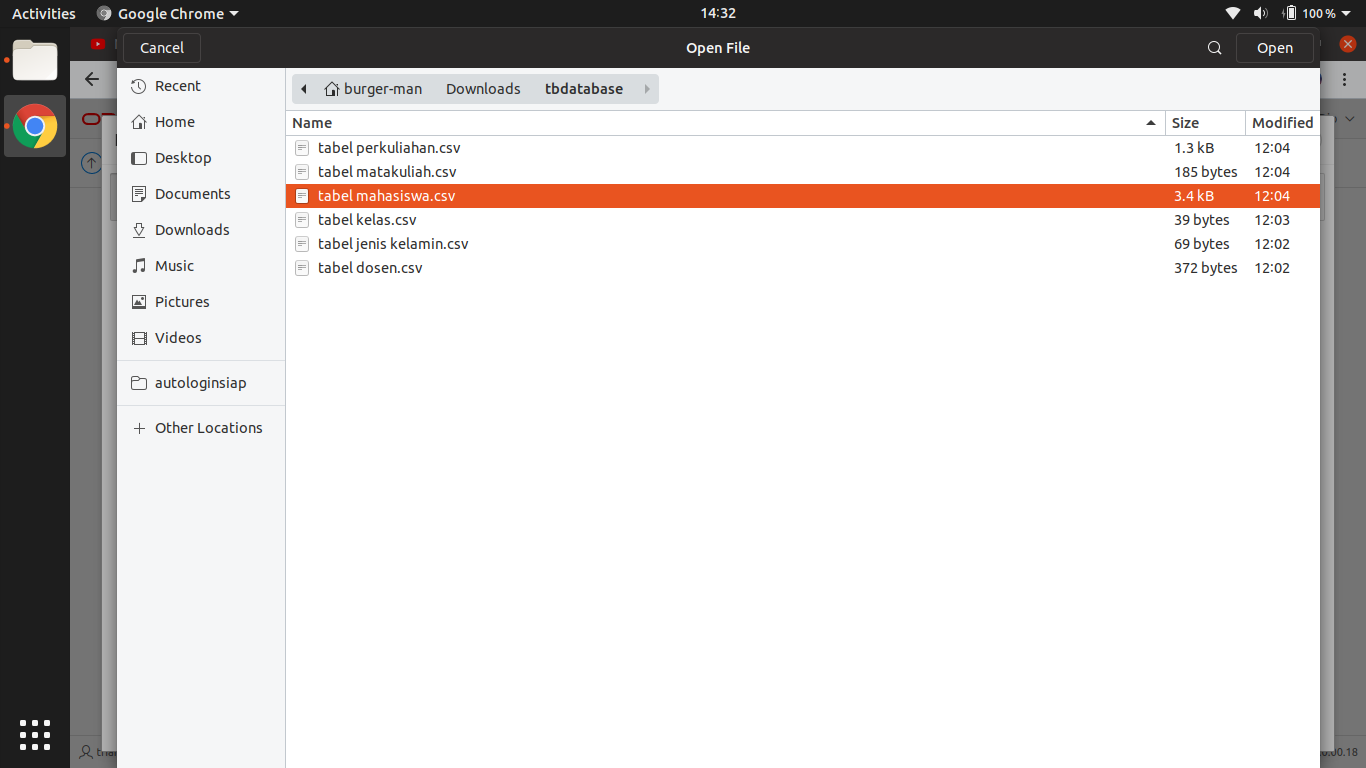 Activities Google Chrome 14:32 100 %
Cancel Open File Open
Recent
Home
Desktop
Documents
Downloads
Music
Pictures
Videos
autologinsiap
Other Locations
burger-man Downloads tbdatabase
Name Size Modified
tabel perkuliahan.csv 1.3 kB 12:04
tabel matakuliah.csv 185 bytes 12:04
tabel mahasiswa.csv 3.4 kB 12:04
tabel kelas.csv 39 bytes 12:03
tabel jenis kelamin.csv 69 bytes 12:02
tabel dosen.csv 372 bytes 12:02